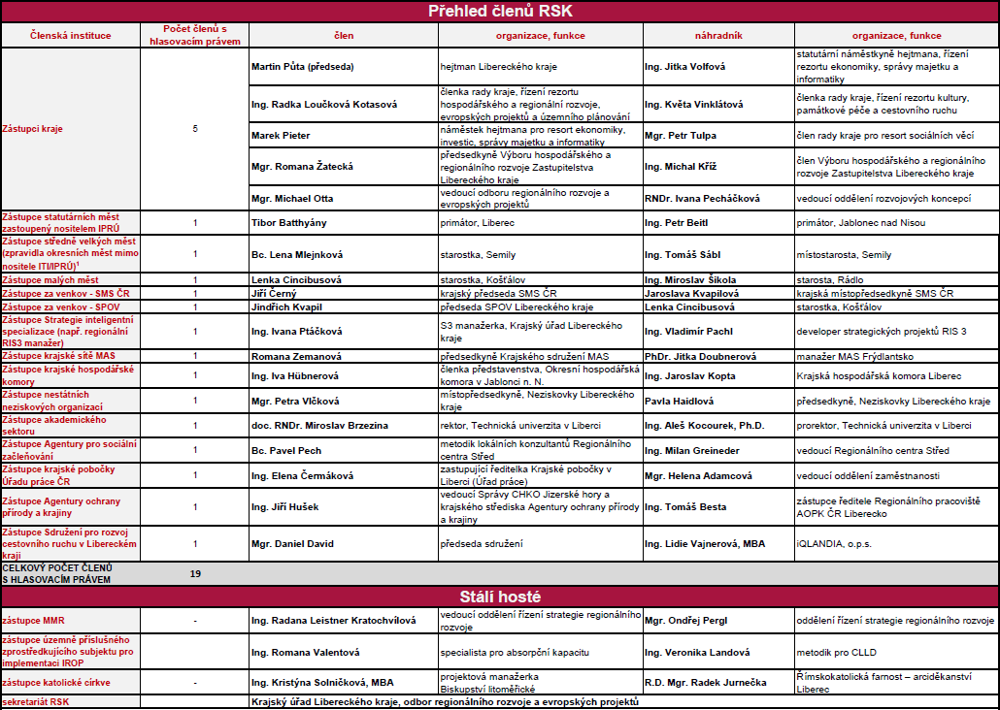 Přehled členů RSK
Členská instituce
Počet členů s
hlasovacím právem
člen
organizace, funkce
náhradník
organizace, funkce
Zástupci kraje
5
Martin Půta (předseda)
hejtman Libereckého kraje
Ing. Jitka Volfová
statutární náměstkyně hejtmana, řízení
rezortu ekonomiky, správy majetku a
informatiky
Ing. Radka Loučková Kotasová
členka rady kraje, řízení rezortu
hospodářského a regionální rozvoje,
evropských projektů a územního plánování
Ing. Květa Vinklátová
členka rady kraje, řízení rezortu kultury,
památkové péče a cestovního ruchu
Marek Pieter
náměstek hejtmana pro resort ekonomiky,
investic, správy majetku a informatiky
Mgr. Petr Tulpa
člen rady kraje pro resort sociálních věcí
Mgr. Romana Žatecká
předsedkyně Výboru hospodářského a
regionálního rozvoje Zastupitelstva
Libereckého kraje
Ing. Michal Kříž
člen Výboru hospodářského a regionálního
rozvoje Zastupitelstva Libereckého kraje
Mgr. Michael Otta
vedoucí odboru regionálního rozvoje a
evropských projektů
RNDr. Ivana Pecháčková
vedoucí oddělení rozvojových koncepcí
Zástupce statutárních měst
zastoupený nositelem IPRÚ
1
Tibor Batthyány
primátor, Liberec
Ing. Petr Beitl
primátor, Jablonec nad Nisou
Zástupce středně velkých měst
(zpravidla okresních měst mimo
nositele ITI/IPRÚ)¹
1
Bc. Lena Mlejnková
starostka, Semily
Ing. Tomáš Sábl
místostarosta, Semily
Zástupce malých měst
1
Lenka Cincibusová
starostka, Košťálov
Ing. Miroslav Šikola
starosta, Rádlo
Zástupce za venkov - SMS ČR
1
Jiří Černý
krajský předseda SMS ČR
Jaroslava Kvapilová
krajská místopředsedkyně SMS ČR
Zástupce za venkov - SPOV
1
Jindřich Kvapil
předseda SPOV Libereckého kraje
Lenka Cincibusová
starostka, Košťálov
Zástupce Strategie inteligentní
specializace (např. regionální
RIS3 manažer)
1
Ing. Ivana Ptáčková
S3 manažerka, Krajský úřad Libereckého
kraje
Ing. Vladimír Pachl
developer strategických projektů RIS 3
Zástupce krajské sítě MAS
1
Romana Zemanová
předsedkyně Krajského sdružení MAS
PhDr. Jitka Doubnerová
manažer MAS Frýdlantsko
Zástupce krajské hospodářské
komory
1
Ing. Iva Hübnerová
členka představenstva, Okresní hospodářská
komora v Jablonci n. N.
Ing. Jaroslav Kopta
Krajská hospodářská komora Liberec
Zástupce nestátních
neziskových organizací
1
Mgr. Petra Vlčková
místopředsedkyně, Neziskovky Libereckého
kraje
Pavla Haidlová
předsedkyně, Neziskovky Libereckého kraje
Zástupce akademického
sektoru
1
doc. RNDr. Miroslav Brzezina
rektor, Technická univerzita v Liberci
Ing. Aleš Kocourek, Ph.D.
prorektor, Technická univerzita v Liberci
Zástupce Agentury pro sociální
začleňování
1
Bc. Pavel Pech
metodik lokálních konzultantů Regionálního
centra Střed
Ing. Milan Greineder
vedoucí Regionálního centra Střed
Zástupce krajské pobočky
Úřadu práce ČR
1
Ing. Elena Čermáková
zastupující ředitelka Krajské pobočky v
Liberci (Úřad práce)
Mgr. Helena Adamcová
vedoucí oddělení zaměstnanosti
Zástupce Agentury ochrany
přírody a krajiny
1
Ing. Jiří Hušek
vedoucí Správy CHKO Jizerské hory a
krajského střediska Agentury ochrany přírody
a krajiny
Ing. Tomáš Besta
zástupce ředitele Regionálního pracoviště
AOPK ČR Liberecko
Zástupce Sdružení pro rozvoj
cestovního ruchu v Libereckém
kraji
1
Mgr. Daniel David
předseda sdružení
Ing. Lidie Vajnerová, MBA
iQLANDIA, o.p.s.
CELKOVÝ POČET ČLENŮ
S HLASOVACÍM PRÁVEM
19
Stálí hosté
zástupce MMR
-
Ing. Radana Leistner Kratochvílová
vedoucí oddělení řízení strategie regionálního
rozvoje
Mgr. Ondřej Pergl
oddělení řízení strategie regionálního rozvoje
zástupce územně příslušného
zprostředkujícího subjektu pro
implementaci IROP
Ing. Romana Valentová
specialista pro absorpční kapacitu
Ing. Veronika Landová
metodik pro CLLD
zástupce katolické církve
-
Ing. Kristýna Solničková, MBA
projektová manažerka
Biskupství litoměřické
R.D. Mgr. Radek Jurnečka
Římskokatolická farnost – arciděkanství
Liberec
sekretariát RSK
Krajský úřad Libereckého kraje, odbor regionálního rozvoje a evropských projektů